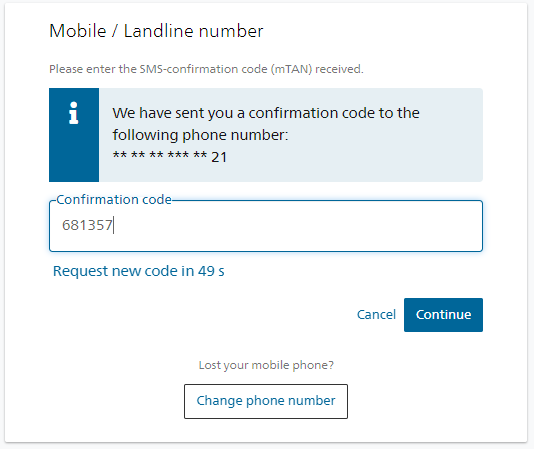 Mobile / Landline number
Please enter the SMS-confirmation code (mTAN) received.
We have sent you a confirmation code to the
following phone number:
** ** ** *** ** 21
Confirmation code
681357
Request new code in 49 s
Cancel
Continue
Lost your mobile phone?
Change phone number